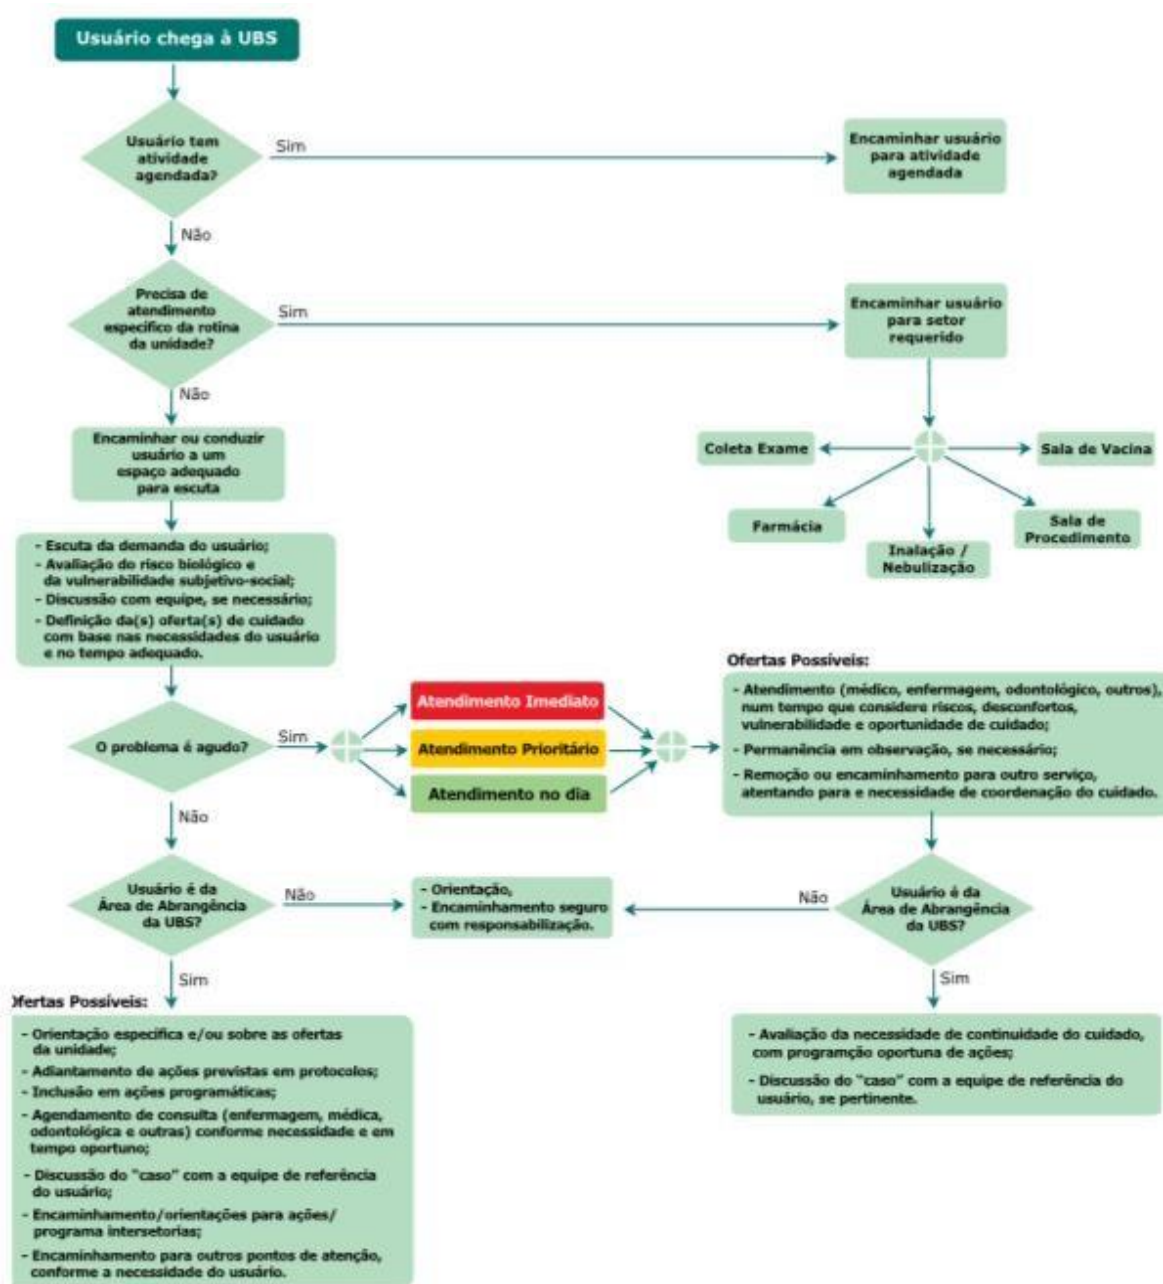 Usuário chega à UBS
Usuário tem
atividade
agendada?
Sim
Encaminhar usuário
para atividade
agendada
Não
Precisa de
atendimento
específico da rotina
da unidade?
Sim
Encaminhar usuário
para setor
requerido
Não
Encaminhar ou conduzir
usuário a um
espaço adequado
para escuta
Coleta Exame
Sala de Vacina
Farmácia
Sala de
Procedimento
Inalação /
Nebulização
- Escuta da demanda do usuário;
- Avaliação do risco biológico e
da vulnerabilidade subjetivo-social;
- Discussão com equipe, se necessário;
- Definição da(s) oferta(s) de cuidado
com base nas necessidades do usuário
e no tempo adequado.
O problema é agudo?
Sim
Atendimento Imediato
Atendimento Prioritário
Atendimento no dia
Ofertas Possíveis:
- Atendimento (médico, enfermagem, odontológico, outros),
num tempo que considere riscos, desconfortos,
vulnerabilidade e oportunidade de cuidado;
- Permanência em observação, se necessário;
- Remoção ou encaminhamento para outro serviço,
atentando para e necessidade de coordenação do cuidado.
Não
Usuário é da
Área de Abrangência
da UBS?
Não
- Orientação,
- Encaminhamento seguro
com responsabilização.
Não
Usuário é da
Área de Abrangência
da UBS?
Sim
Sim
fertas Possíveis:
- Orientação específica e/ou sobre as ofertas
da unidade;
- Adiantamento de ações previstas em protocolos;
- Inclusão em ações programáticas;
- Agendamento de consulta (enfermagem, médica,
odontológica e outras) conforme necessidade e em
tempo oportuno;
- Discussão do "caso" com a equipe de referência
do usuário;
- Encaminhamento/orientações para ações/
programa intersetorias;
- Encaminhamento para outros pontos de atenção,
conforme a necessidade do usuário.
- Avaliação da necessidade de continuidade do cuidado,
com programção oportuna de ações;
- Discussão do "caso" com a equipe de referência do
usuário, se pertinente.